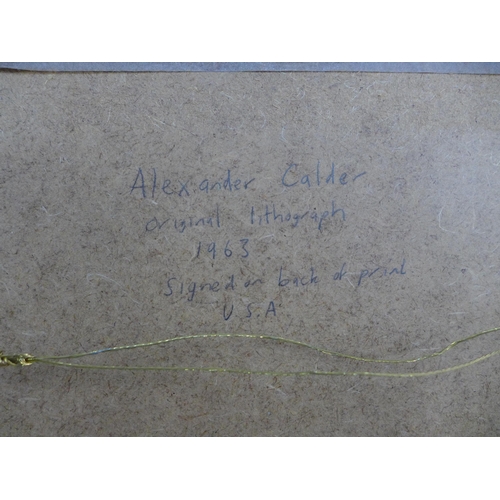 Alexander Calder
original lithograph
1963
Signed on back of print
U.S.A